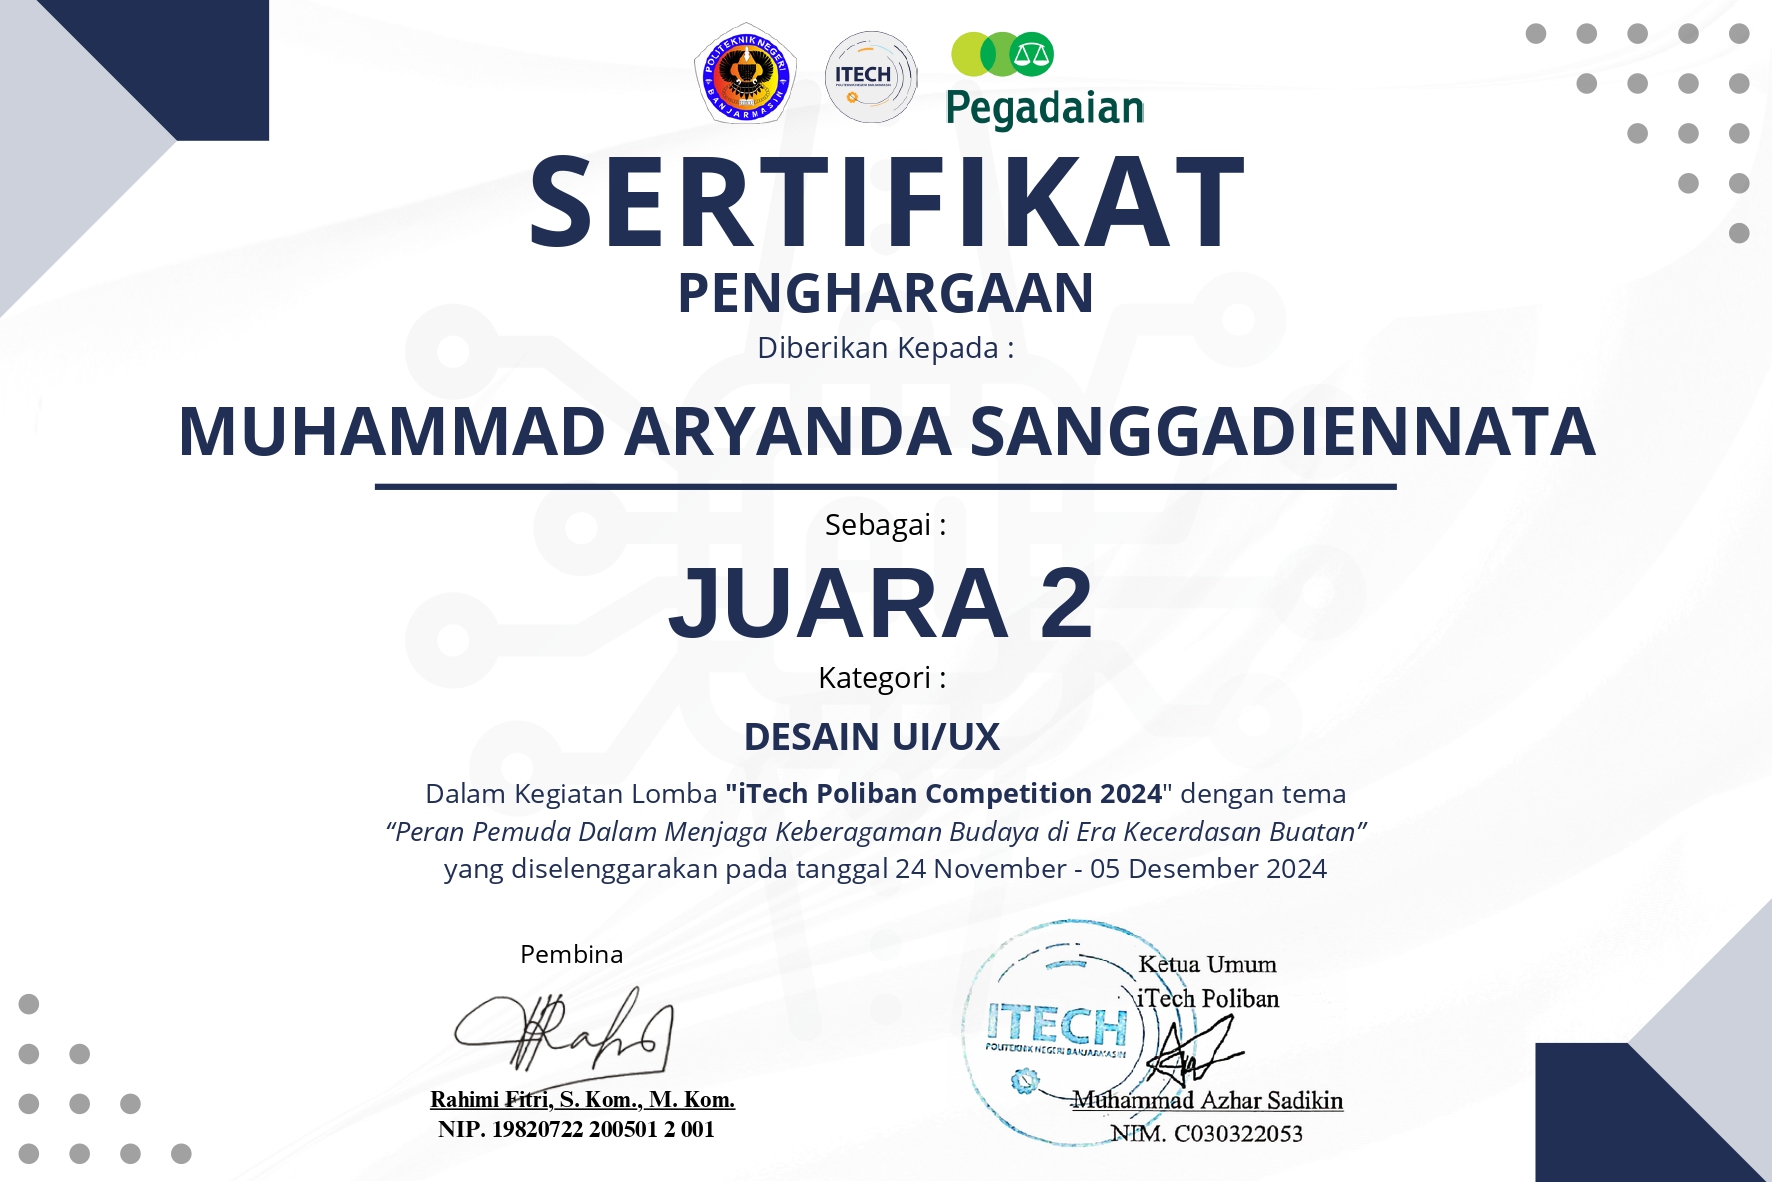 POLITEKNIK NEGERI
BANJARMASIN
ITECH
POLITEKNIK NEGERI BANJARMASIN
Pegadaian
SERTIFIKAT
PENGHARGAAN
Diberikan Kepada :
MUHAMMAD ARYANDA SANGGADIENNATA
Sebagai :
JUARA 2
Kategori :
DESAIN UI/UX
Dalam Kegiatan Lomba "iTech Poliban Competition 2024" dengan tema
“Peran Pemuda Dalam Menjaga Keberagaman Budaya di Era Kecerdasan Buatan”
yang diselenggarakan pada tanggal 24 November - 05 Desember 2024
Pembina
Rahimi Fitri, S. Kom., M. Kom.
NIP. 19820722 200501 2 001
Ketua Umum
iTech Poliban
ITECH
POLITEKNIK NEGERI BANJARMASIN
Muhammad Azhar Sadikin
NIM. C030322053